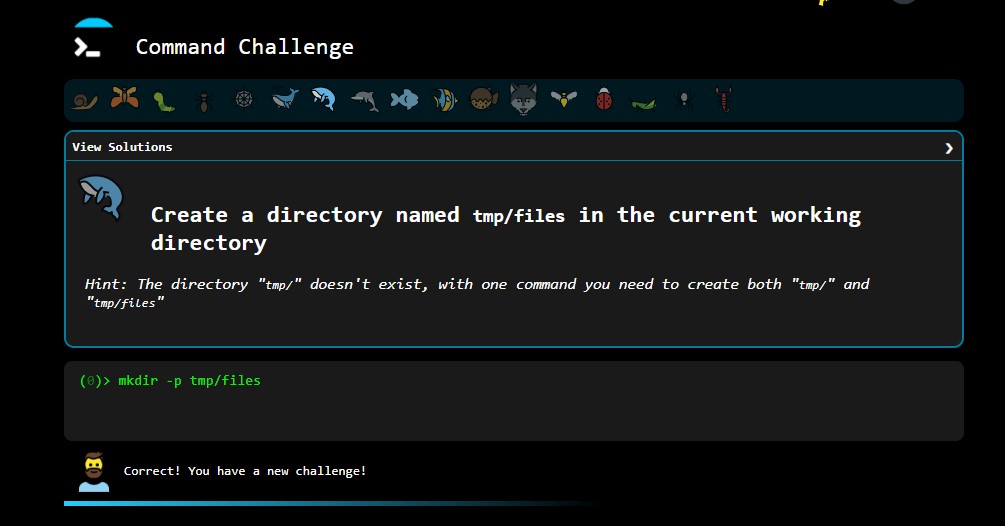 Command Challenge
View Solutions
Create a directory named tmp/files in the current working
directory
Hint: The directory "tmp/" doesn't exist, with one command you need to create both "tmp/" and
"tmp/files"
(0)> mkdir -p tmp/files
Correct! You have a new challenge!